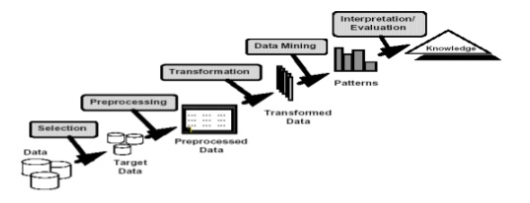 Interpretation/
Evaluation
Data Mining
Knowledge
Transformation
Patterns
Preprocessing
Transformed
Data
Selection
Preprocessed
Data
Data
Target
Data